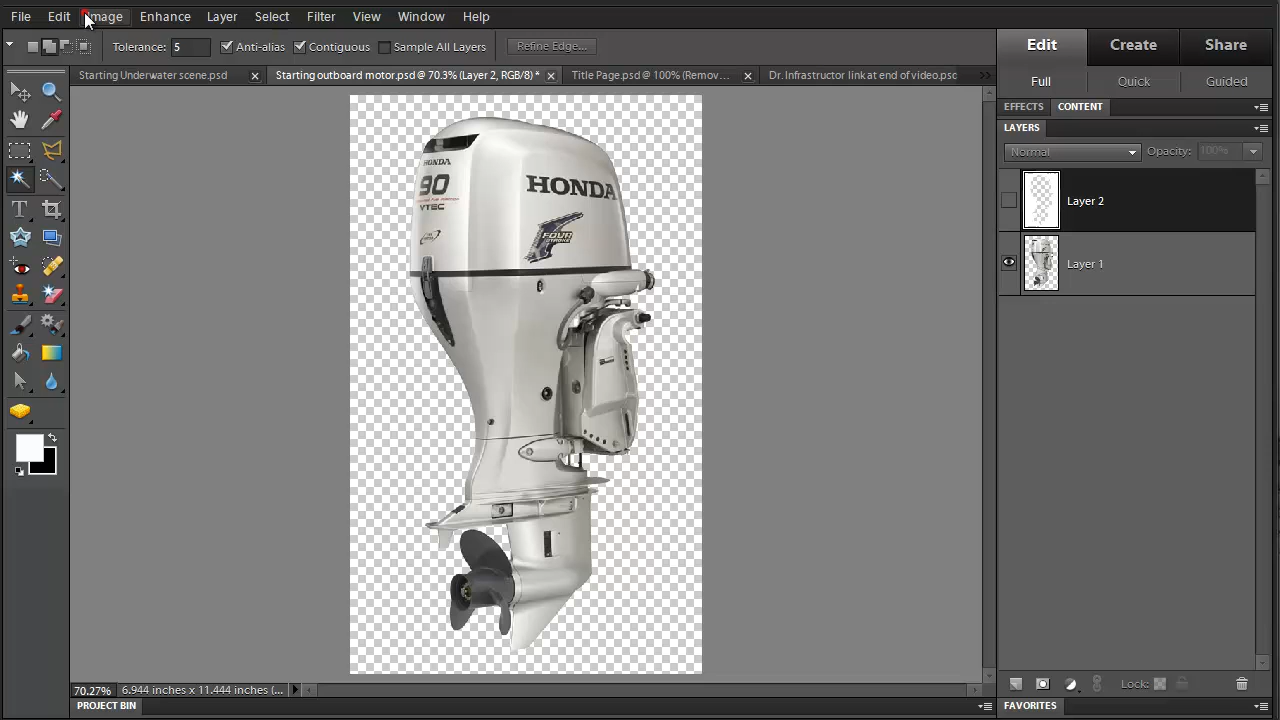 File Edit Image Enhance Layer Select Filter View Window Help
Tolerance: 5 Anti-alias Contiguous Sample All Layers Refine Edge...
Edit Create Share
Starting Underwater scene.psd Starting outboard motor.psd @ 70.3% (Layer 2, RGB/8) * Title Page.psd @ 100% (Remov... Dr. Infrastructor link at end of video.psd
Full Quick Guided
EFFECTS CONTENT
LAYERS
Normal Opacity: 100%
Layer 2
Layer 1
HONDA
90
VTEC
HONDA
FOUR
STROKE
70.27% 6.944 inches x 11.444 inches (...
Lock:
PROJECT BIN
FAVORITES